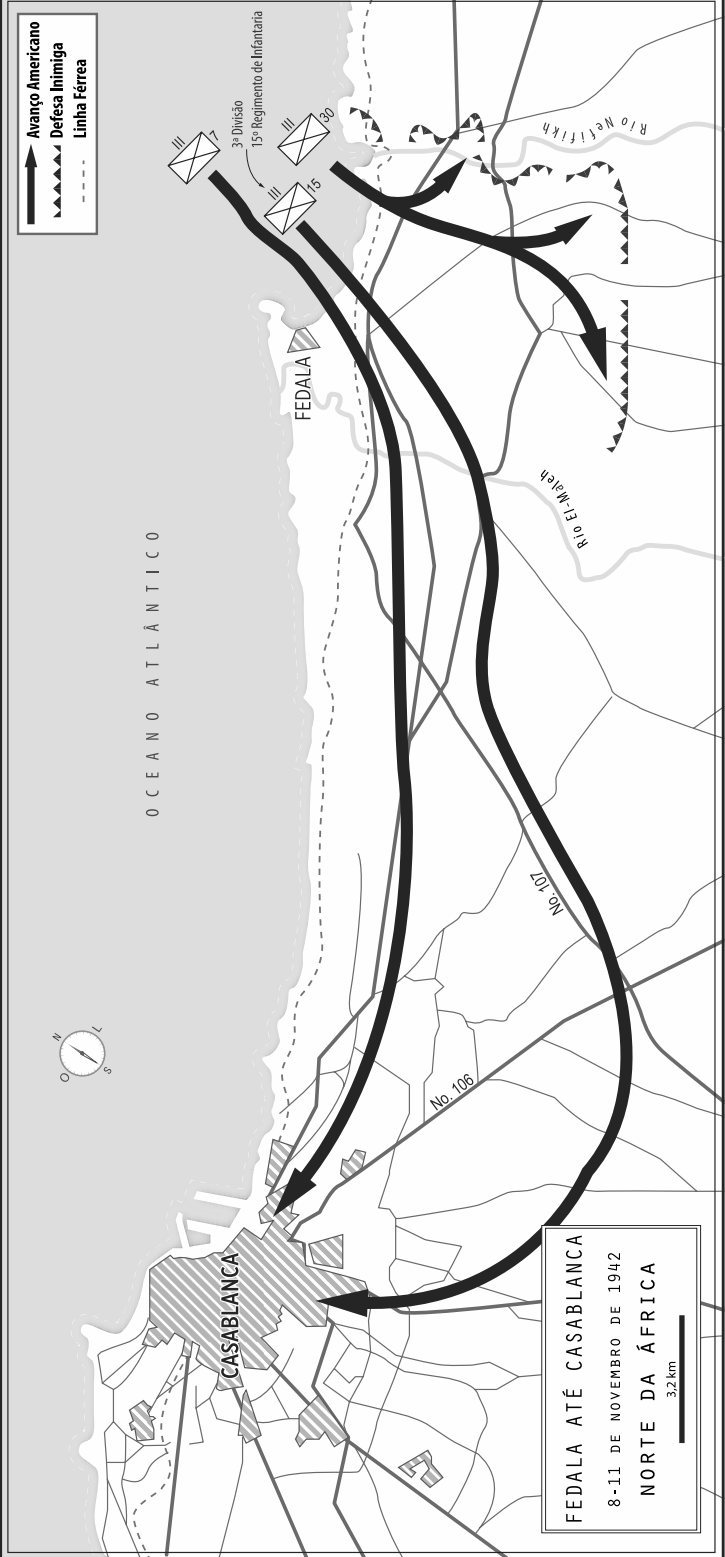 Avanço Americano
Defesa Inimiga
Linha Férrea
III
7
3ª Divisão
15º Regimento de Infantaria
III
30
III
15
Rio Nefifikh
FEDALA
Rio El-Maleh
OCEANO ATLÂNTICO
No. 107
N
L
S
O
No. 106
CASABLANCA
FEDALA ATÉ CASABLANCA
8-11 DE NOVEMBRO DE 1942
NORTE DA ÁFRICA
3,2 km